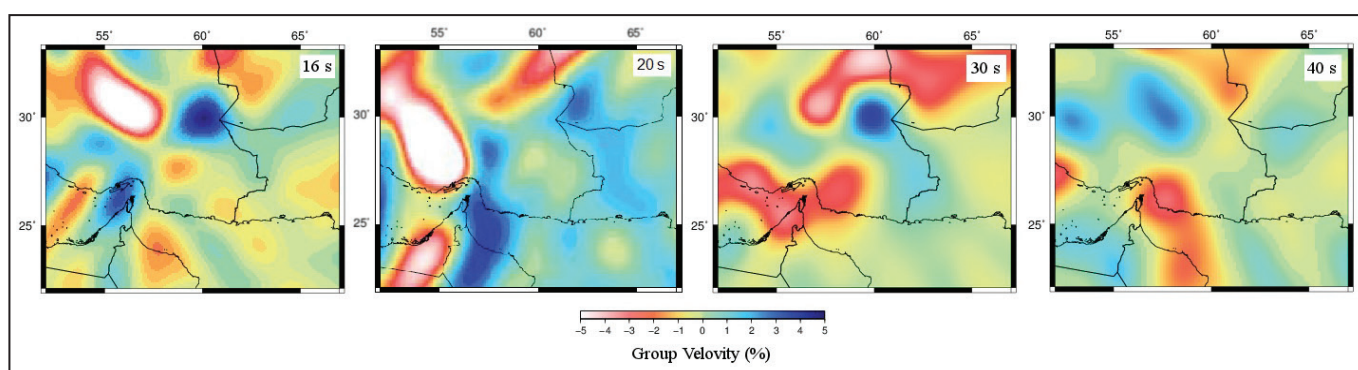 55° 60° 65° 55° 60° 65° 55° 60° 65° 55° 60° 65°
16 s 20 s 30 s 40 s
30° 30° 30° 30°
25° 25° 25° 25°
−5 −4 −3 −2 −1 0 1 2 3 4 5
Group Velovity (%)